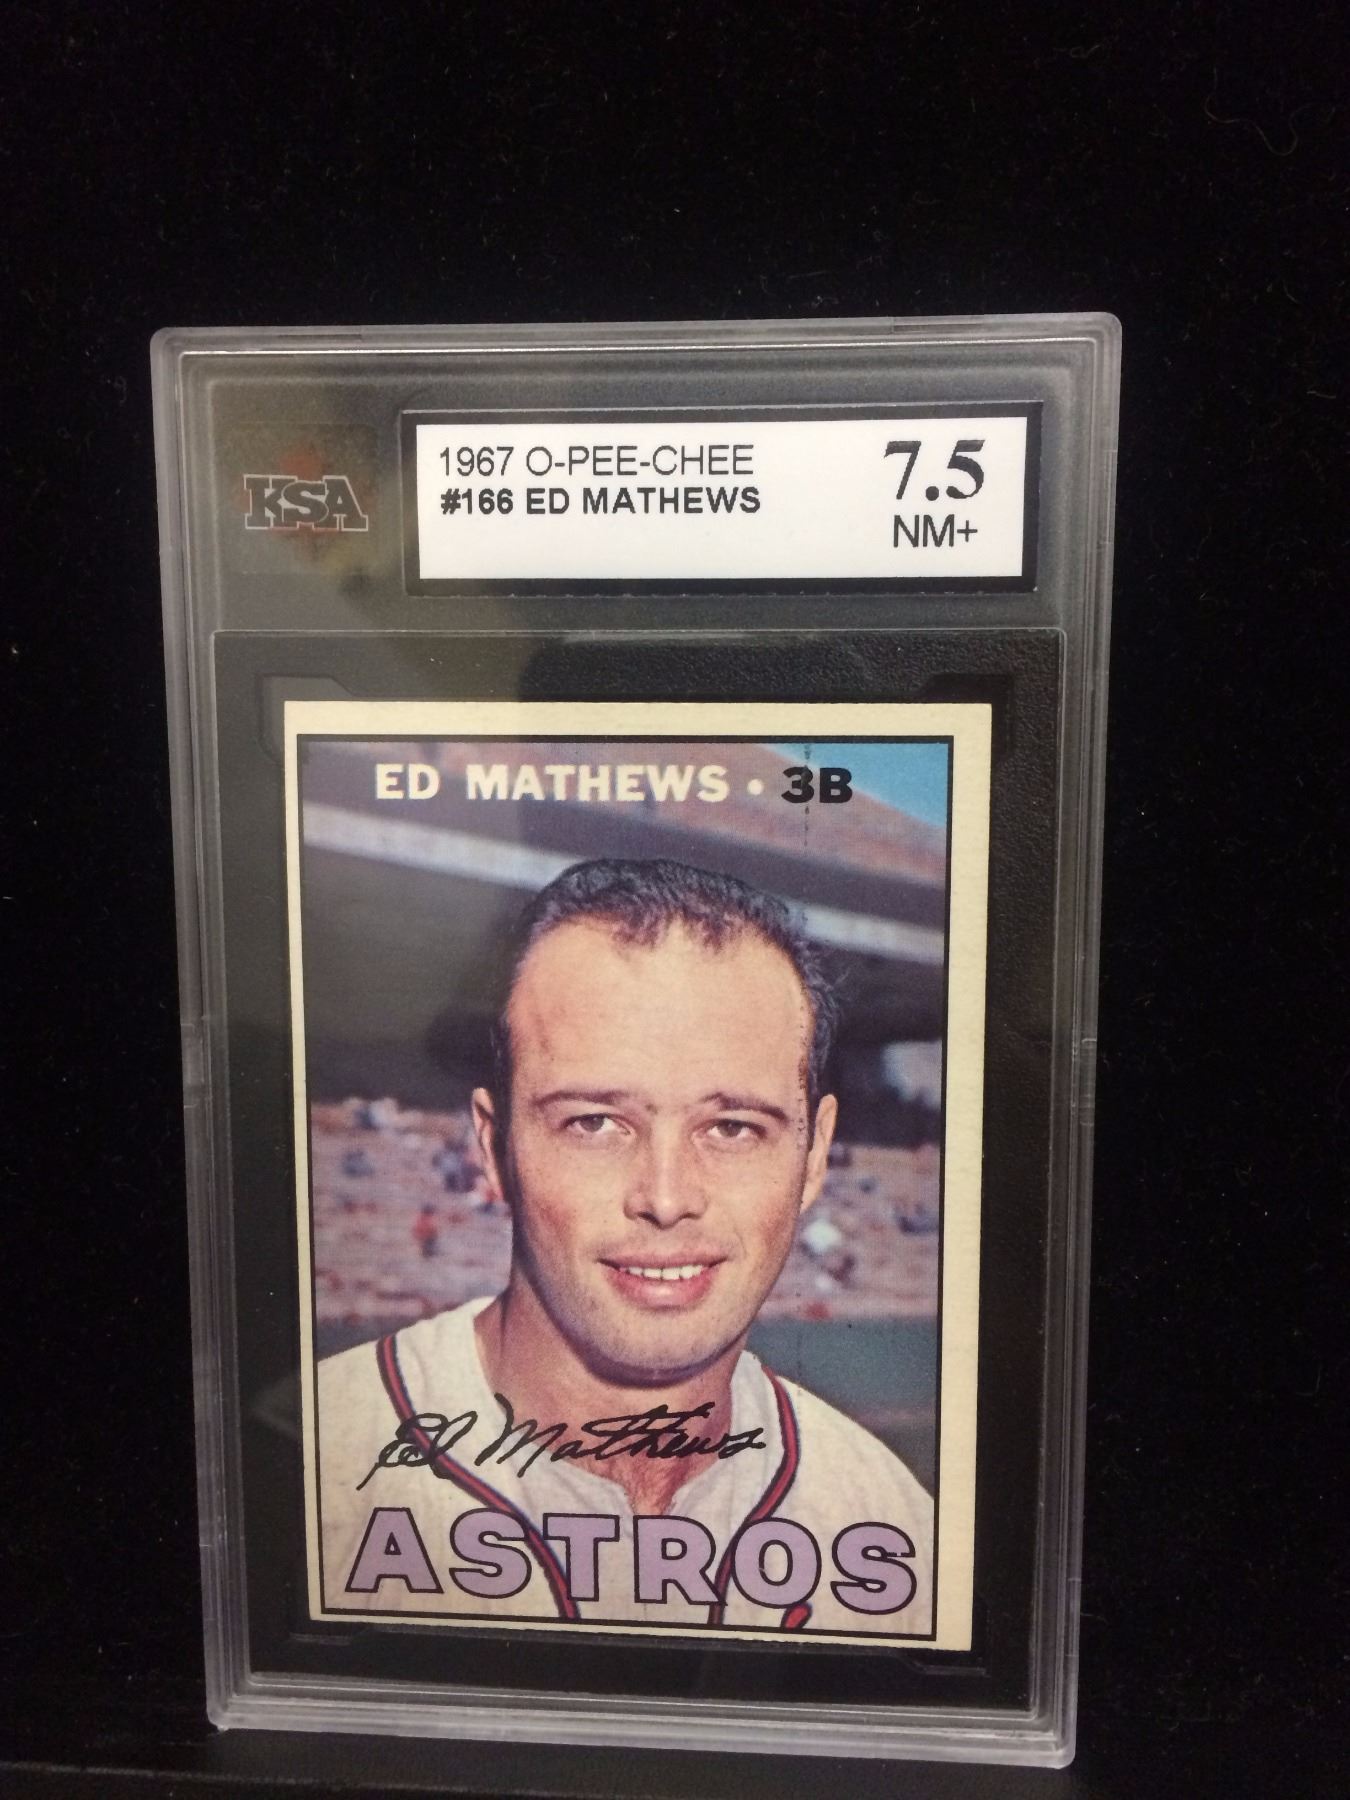 KSA
1967 O-PEE-CHEE
#166 ED MATHEWS
7.5
NM+
ED MATHEWS • 3B
Ed Mathews
ASTROS